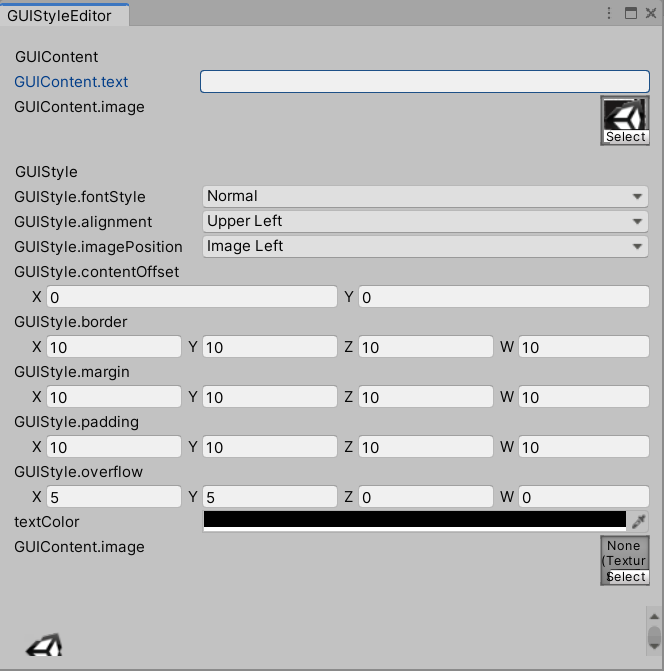 GUIStyleEditor
GUIContent
GUIContent.text
GUIContent.image
Select
GUIStyle
GUIStyle.fontStyle Normal
GUIStyle.alignment Upper Left
GUIStyle.imagePosition Image Left
GUIStyle.contentOffset
X 0 Y 0
GUIStyle.border
X 10 Y 10 Z 10 W 10
GUIStyle.margin
X 10 Y 10 Z 10 W 10
GUIStyle.padding
X 10 Y 10 Z 10 W 10
GUIStyle.overflow
X 5 Y 5 Z 0 W 0
textColor
GUIContent.image None
(Textur
Select